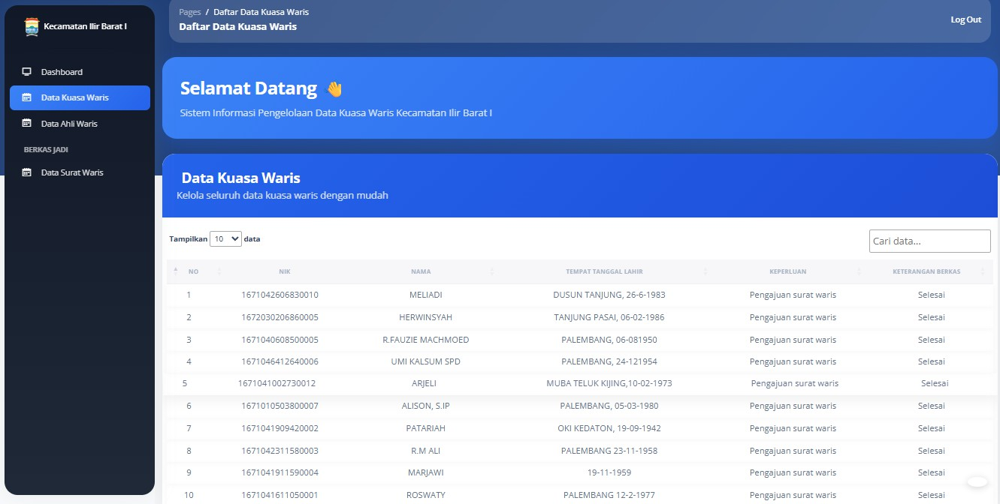 Kecamatan Ilir Barat I
Dashboard
Data Kuasa Waris
Data Ahli Waris
BERKAS JADI
Data Surat Waris
Pages / Daftar Data Kuasa Waris
Daftar Data Kuasa Waris
Log Out
Selamat Datang 👋
Sistem Informasi Pengelolaan Data Kuasa Waris Kecamatan Ilir Barat I
Data Kuasa Waris
Kelola seluruh data kuasa waris dengan mudah
Tampilkan 10 data
Cari data...
NO NIK NAMA TEMPAT TANGGAL LAHIR KEPERLUAN KETERANGAN BERKAS
1 1671042606830010 MELIADI DUSUN TANJUNG, 26-6-1983 Pengajuan surat waris Selesai
2 1672030206860005 HERWINSYAH TANJUNG PASAI, 06-02-1986 Pengajuan surat waris Selesai
3 1671040608500005 R.FAUZIE MACHMOED PALEMBANG, 06-081950 Pengajuan surat waris Selesai
4 1671046412640006 UMI KALSUM SPD PALEMBANG, 24-121954 Pengajuan surat waris Selesai
5 1671041002730012 ARJELI MUBA TELUK KIJING,10-02-1973 Pengajuan surat waris Selesai
6 1671010503800007 ALISON, S.IP PALEMBANG, 05-03-1980 Pengajuan surat waris Selesai
7 1671041909420002 PATARIAH OKI KEDATON, 19-09-1942 Pengajuan surat waris Selesai
8 1671042311580003 R.M ALI PALEMBANG 23-11-1958 Pengajuan surat waris Selesai
9 1671041911590004 MARJAWI 19-11-1959 Pengajuan surat waris Selesai
10 1671041611050001 ROSWATY PALEMBANG 12-2-1977 Pengajuan surat waris Selesai